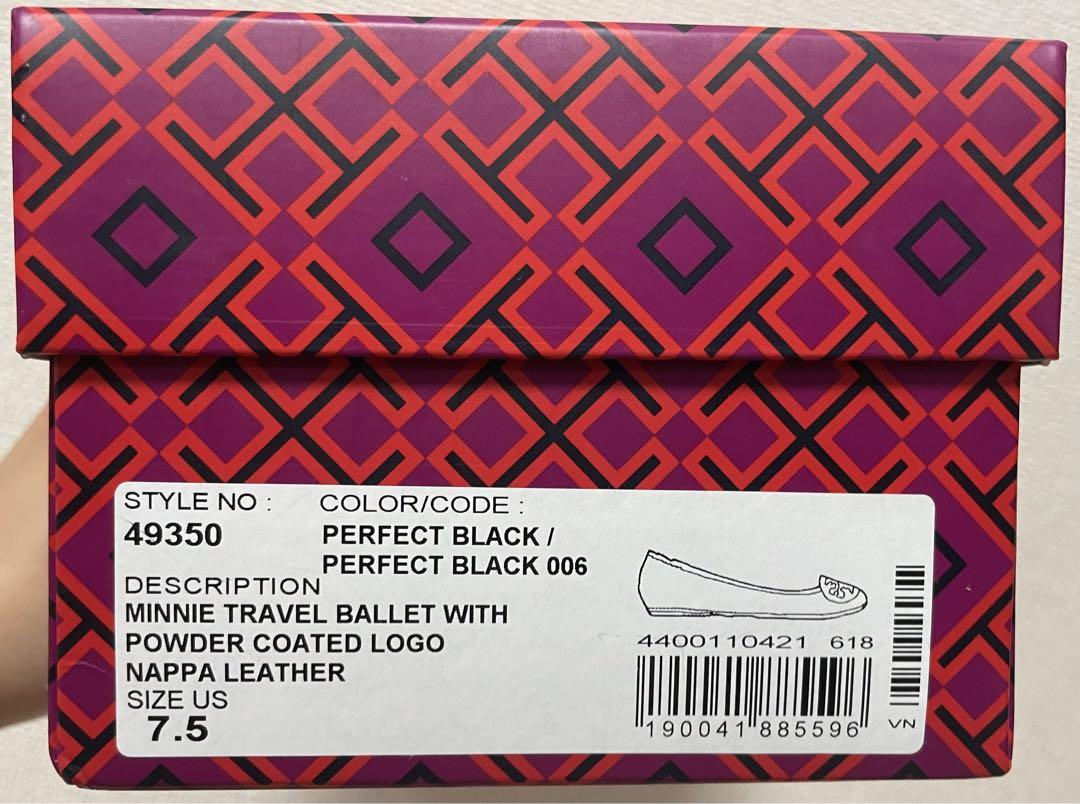 STYLE NO : COLOR/CODE :
49350 PERFECT BLACK /
PERFECT BLACK 006
DESCRIPTION
MINNIE TRAVEL BALLET WITH
POWDER COATED LOGO
NAPPA LEATHER
SIZE US
7.5
4400110421 618
190041 885596
VN